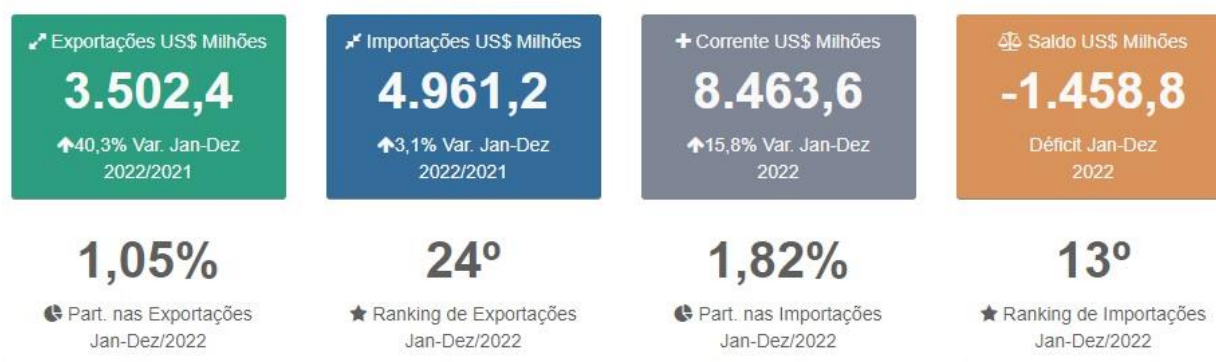 Exportações US$ Milhões
3.502,4
40,3% Var. Jan-Dez
2022/2021
Importações US$ Milhões
4.961,2
3,1% Var. Jan-Dez
2022/2021
Corrente US$ Milhões
8.463,6
15,8% Var. Jan-Dez
2022
Saldo US$ Milhões
-1.458,8
Déficit Jan-Dez
2022
1,05%
Part. nas Exportações
Jan-Dez/2022
24º
Ranking de Exportações
Jan-Dez/2022
1,82%
Part. nas Importações
Jan-Dez/2022
13º
Ranking de Importações
Jan-Dez/2022